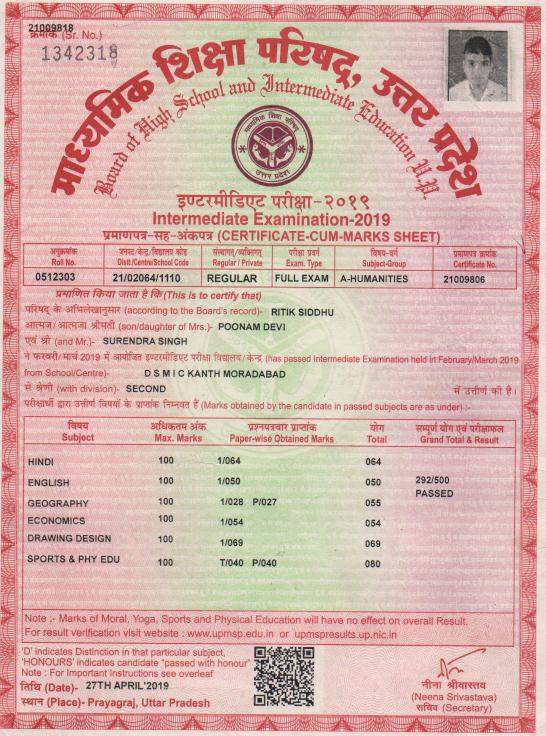 21009818
क्रमांक (Sr. No.)
1342318
माध्यमिक शिक्षा परिषद्, उत्तर प्रदेश
Board of High School and Intermediate Education U.P.
माध्यमिक शिक्षा परिषद्
उत्तर प्रदेश
इण्टरमीडिएट परीक्षा-२०१९
Intermediate Examination-2019
प्रमाणपत्र-सह-अंकपत्र (CERTIFICATE-CUM-MARKS SHEET)
अनुक्रमांक जनपद/केन्द्र/विद्यालय कोड संस्थागत/व्यक्तिगत परीक्षा प्रवर्ग विषय-वर्ग प्रमाणपत्र क्रमांक
Roll No. Distt./Centre/School Code Regular / Private Exam. Type Subject-Group Certificate No.
0512303 21/02064/1110 REGULAR FULL EXAM A-HUMANITIES 21009806
प्रमाणित किया जाता है कि (This is to certify that)
परिषद् के अभिलेखानुसार (according to the Board's record)- RITIK SIDDHU
आत्मज/आत्मजा श्रीमती (son/daughter of Mrs.)- POONAM DEVI
एवं श्री (and Mr.)- SURENDRA SINGH
ने फरवरी/मार्च 2019 में आयोजित इण्टरमीडिएट परीक्षा विद्यालय/केन्द्र (has passed Intermediate Examination held in February/March 2019
from School/Centre)- D S M I C KANTH MORADABAD
से श्रेणी (with division)- SECOND में उत्तीर्ण की है।
परीक्षार्थी द्वारा उत्तीर्ण विषयों के प्राप्तांक निम्नवत हैं (Marks obtained by the candidate in passed subjects are as under) :-
विषय अधिकतम अंक प्रश्नपत्रवार प्राप्तांक योग सम्पूर्ण योग एवं परीक्षाफल
Subject Max. Marks Paper-wise Obtained Marks Total Grand Total & Result
HINDI 100 1/064 064
ENGLISH 100 1/050 050 292/500
PASSED
GEOGRAPHY 100 1/028 P/027 055
ECONOMICS 100 1/054 054
DRAWING DESIGN 100 1/069 069
SPORTS & PHY EDU 100 T/040 P/040 080
Note :- Marks of Moral, Yoga, Sports and Physical Education will have no effect on overall Result.
For result verification visit website : www.upmsp.edu.in or upmspresults.up.nic.in
'D' indicates Distinction in that particular subject.
'HONOURS' indicates candidate "passed with honour"
Note : For Important Instructions see overleaf
तिथि (Date)- 27TH APRIL'2019
स्थान (Place)- Prayagraj, Uttar Pradesh
नीना श्रीवास्तव
(Neena Srivastava)
सचिव (Secretary)